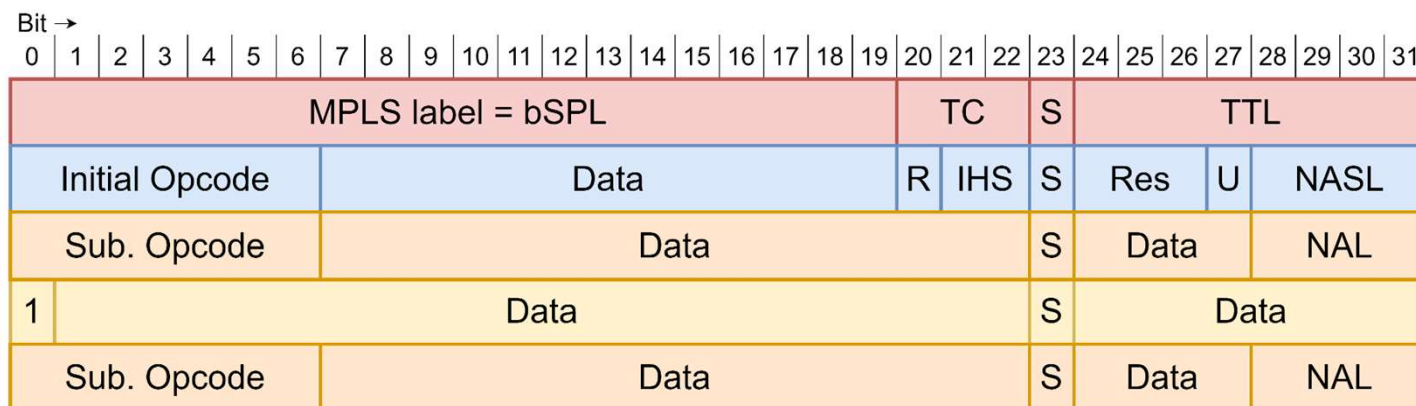 Bit →
0 1 2 3 4 5 6 7 8 9 10 11 12 13 14 15 16 17 18 19 20 21 22 23 24 25 26 27 28 29 30 31
MPLS label = bSPL TC S TTL
Initial Opcode Data R IHS S Res U NASL
Sub. Opcode Data S Data NAL
1 Data S Data
Sub. Opcode Data S Data NAL